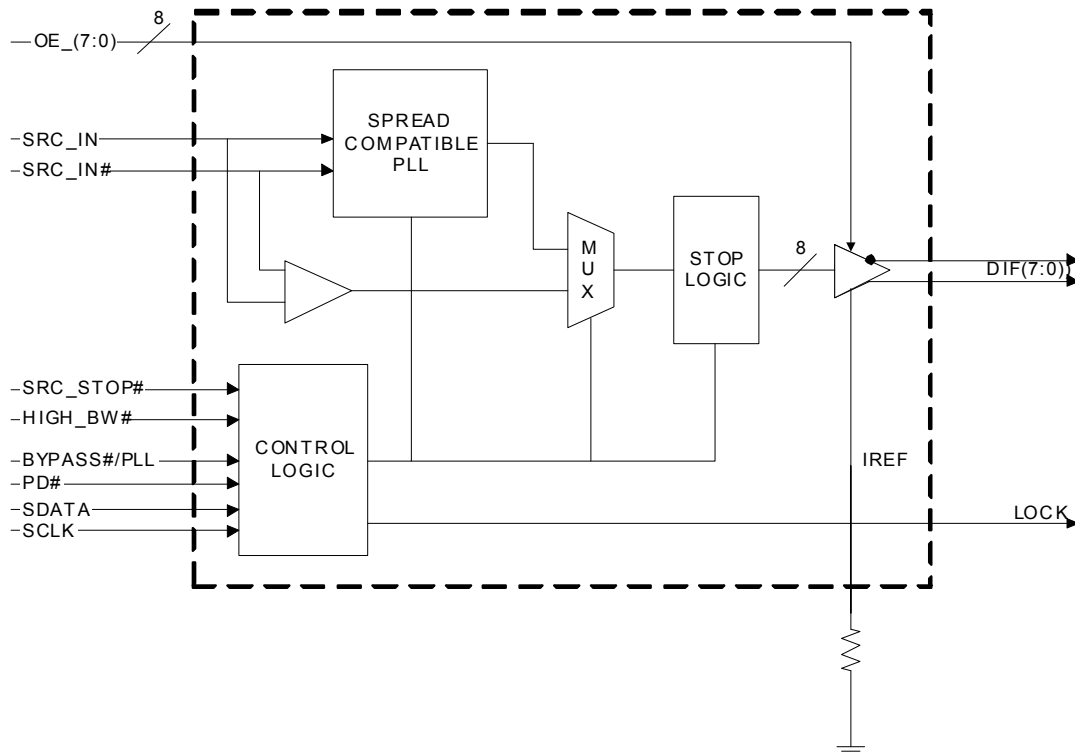 8
OE_(7:0)
SRC_IN
SRC_IN#
SPREAD
COMPATIBLE
PLL
MUX
STOP
LOGIC
8
DIF(7:0))
SRC_STOP#
HIGH_BW#
BYPASS#/PLL
PD#
SDATA
SCLK
CONTROL
LOGIC
IREF
LOCK